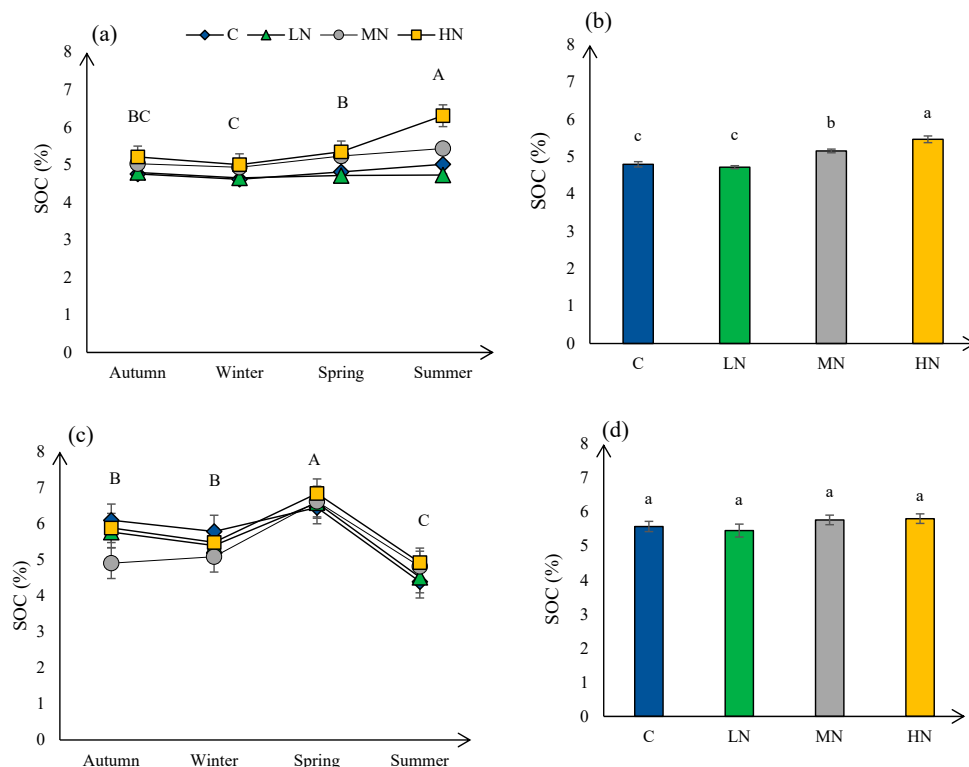 (a)
C LN MN HN
SOC (%)
8
7
6
5
4
3
2
1
0
BC C B A
Autumn Winter Spring Summer
(b)
SOC (%)
8
7
6
5
4
3
2
1
0
c c b a
C LN MN HN
(c)
SOC (%)
8
7
6
5
4
3
2
1
0
B B A C
Autumn Winter Spring Summer
(d)
SOC (%)
8
7
6
5
4
3
2
1
0
a a a a
C LN MN HN